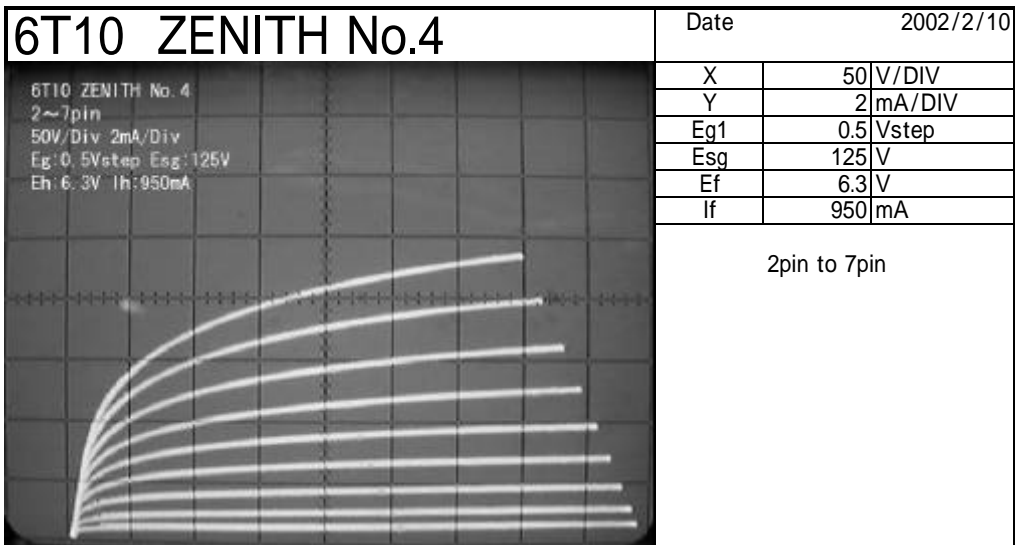 6T10 ZENITH No.4
Date 2002/2/10
6T10 ZENITH No.4
2～7pin
50V/Div 2mA/Div
Eg:0.5Vstep Esg:125V
Eh:6.3V Ih:950mA
X 50 V/DIV
Y 2 mA/DIV
Eg1 0.5 Vstep
Esg 125 V
Ef 6.3 V
If 950 mA
2pin to 7pin